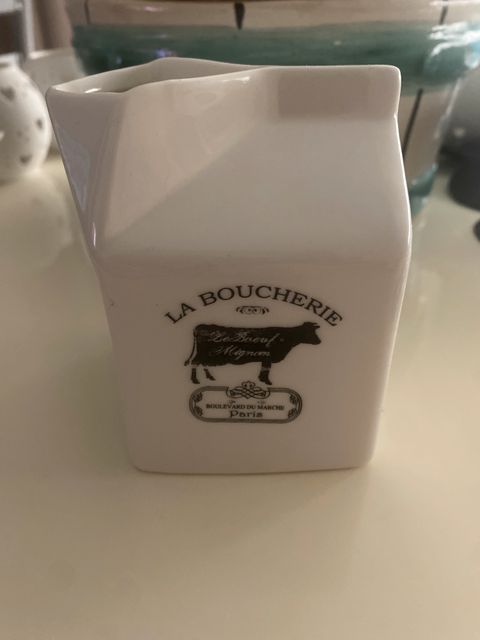 LA BOUCHERIE
Le Boeuf
Mignon
BOULEVARD DU MARCHE
Paris